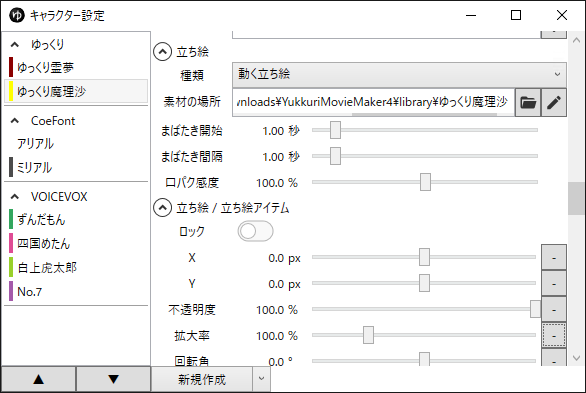 ゆ キャラクター設定
ゆっくり
ゆっくり霊夢
ゆっくり魔理沙
CoeFont
アリアル
ミリアル
VOICEVOX
ずんだもん
四国めたん
白上虎太郎
No.7
▲ ▼
立ち絵
種類 動く立ち絵
素材の場所 wnloads¥YukkuriMovieMaker4¥library¥ゆっくり魔理沙
まばたき開始 1.00 秒
まばたき間隔 1.00 秒
口パク感度 100.0 %
立ち絵 / 立ち絵アイテム
ロック
X 0.0 px -
Y 0.0 px -
不透明度 100.0 % -
拡大率 100.0 % -
回転角 0.0 °
新規作成